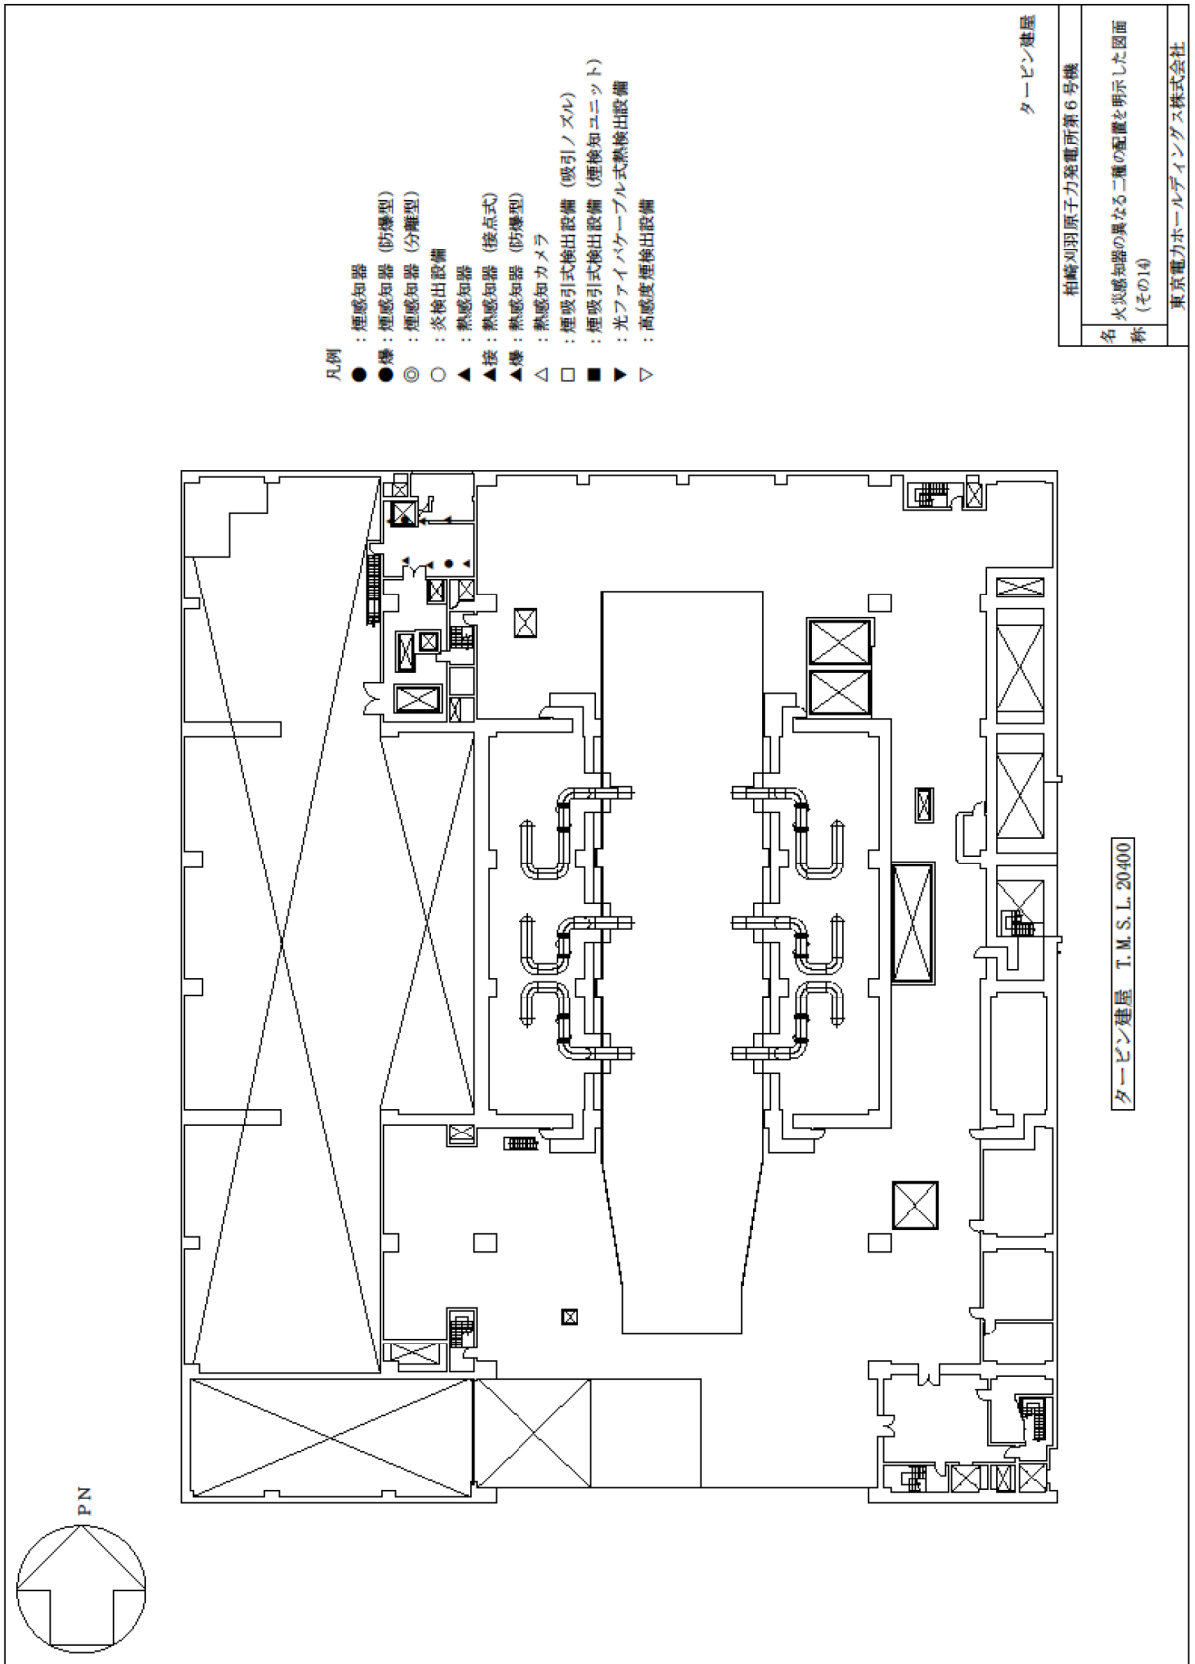 PN
凡例
● ：煙感知器
●爆：煙感知器（防爆型）
◎ ：煙感知器（分離型）
○ ：炎検出設備
▲ ：熱感知器
▲接：熱感知器（接点式）
▲爆：熱感知器（防爆型）
△ ：熱感知カメラ
□ ：煙吸引式検出設備（吸引ノズル）
■ ：煙吸引式検出設備（煙検知ユニット）
▼ ：光ファイバケーブル式熱検出設備
▽ ：高感度煙検出設備
タービン建屋 T.M.S.L.20400
タービン建屋
柏崎刈羽原子力発電所第６号機
名称
火災感知器の異なる二種の配置を明示した図面
(その14)
東京電力ホールディングス株式会社